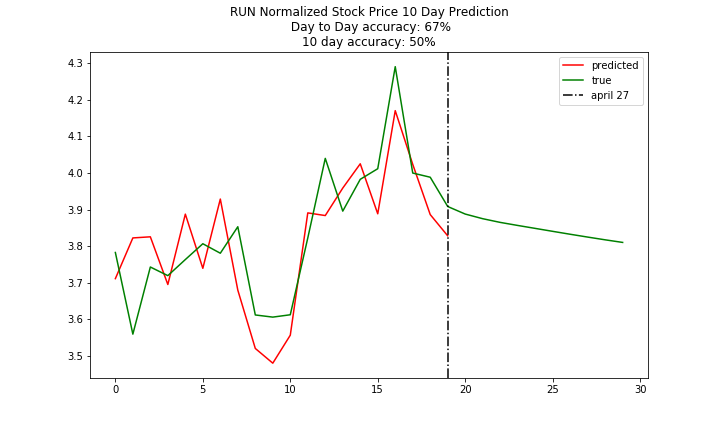 RUN Normalized Stock Price 10 Day Prediction
Day to Day accuracy: 67%
10 day accuracy: 50%
4.3
4.2
4.1
4.0
3.9
3.8
3.7
3.6
3.5
predicted
true
april 27
0 5 10 15 20 25 30